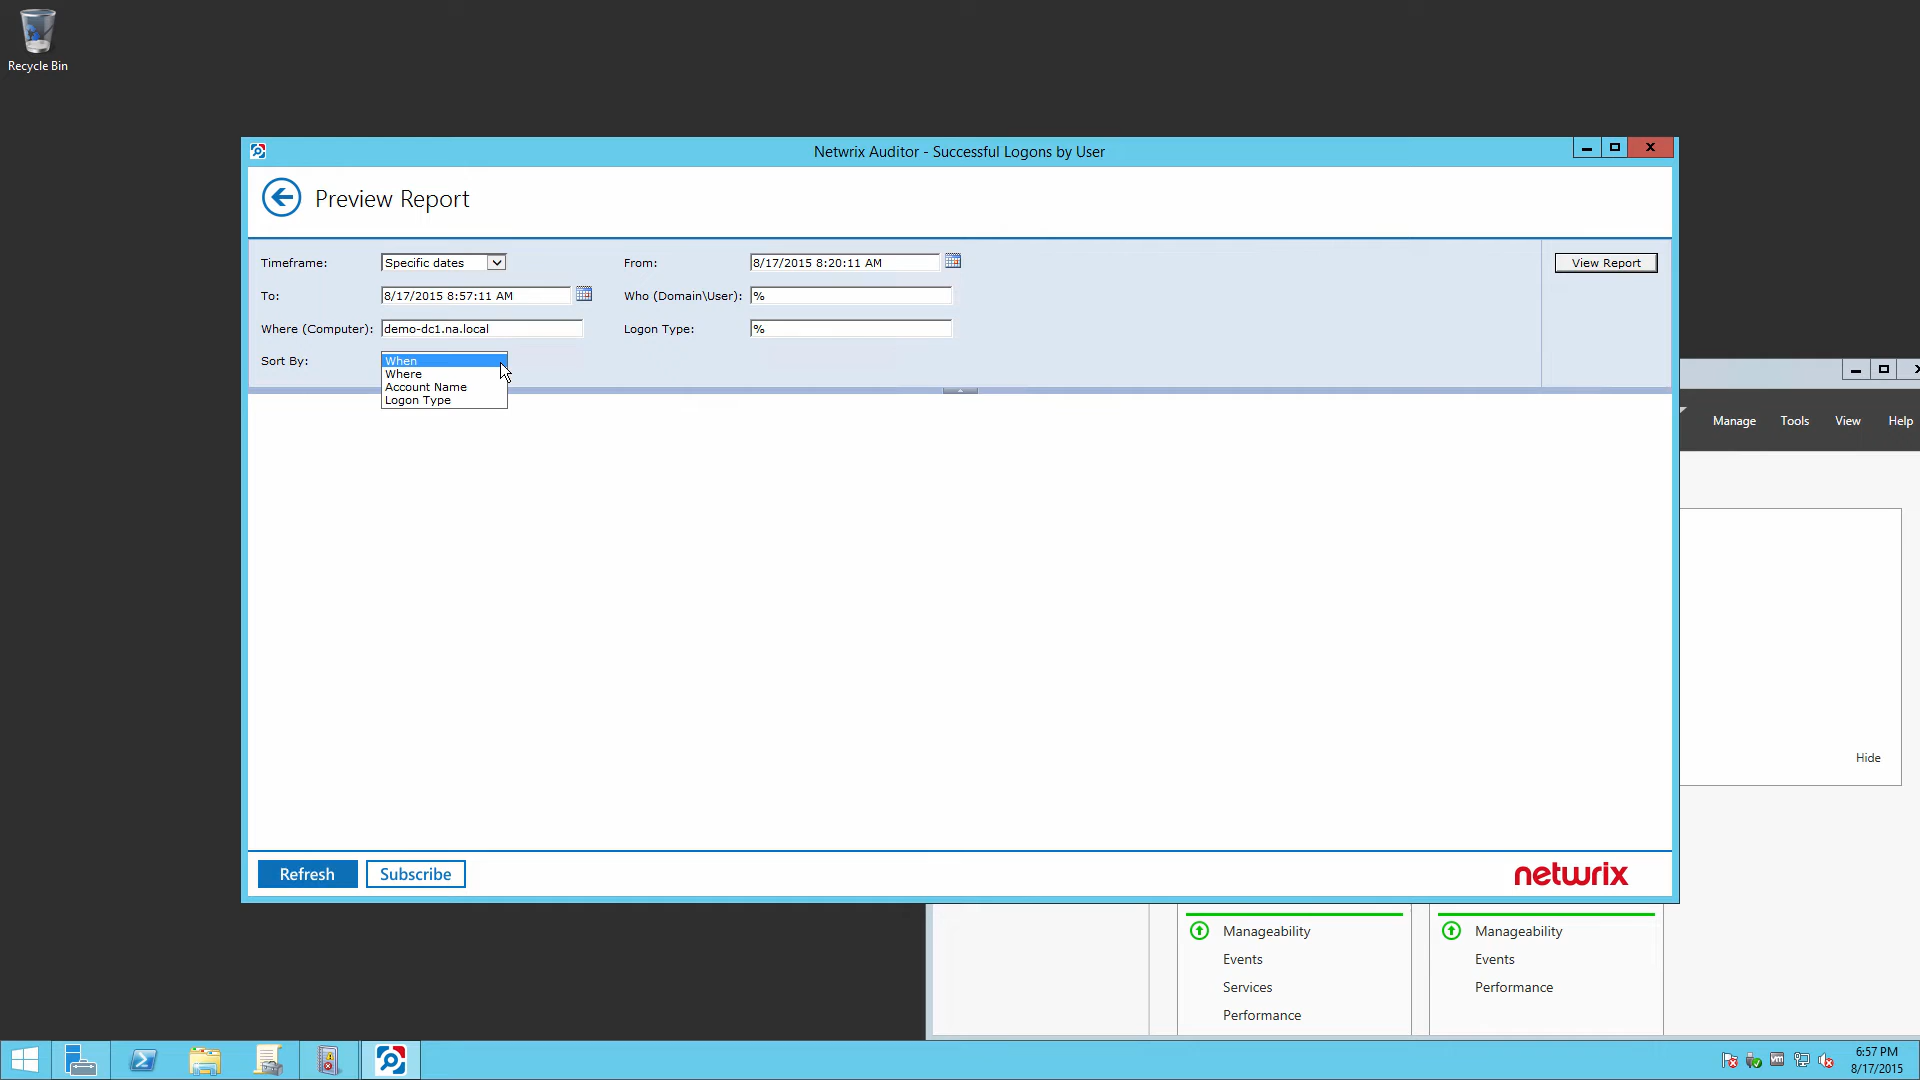 Recycle Bin
Netwrix Auditor - Successful Logons by User
X
Preview Report
Timeframe: Specific dates From: 8/17/2015 8:20:11 AM View Report
To: 8/17/2015 8:57:11 AM Who (Domain\User): %
Where (Computer): demo-dc1.na.local Logon Type: %
Sort By: When
Where
Account Name
Logon Type
Manage Tools View Help
Hide
Refresh Subscribe netwrix
Manageability Manageability
Events Events
Services Performance
Performance
6:57 PM
8/17/2015